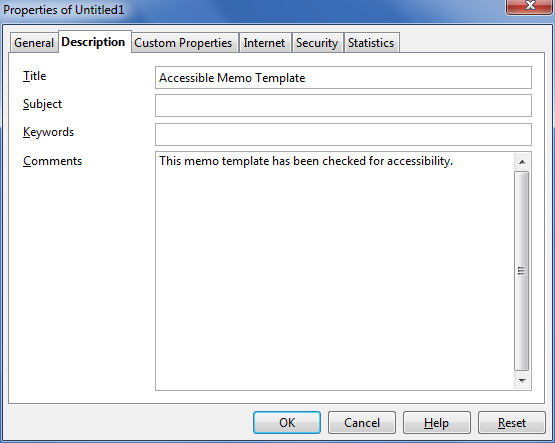 Properties of Untitled1
General Description Custom Properties Internet Security Statistics
Title Accessible Memo Template
Subject
Keywords
Comments This memo template has been checked for accessibility.
OK Cancel Help Reset